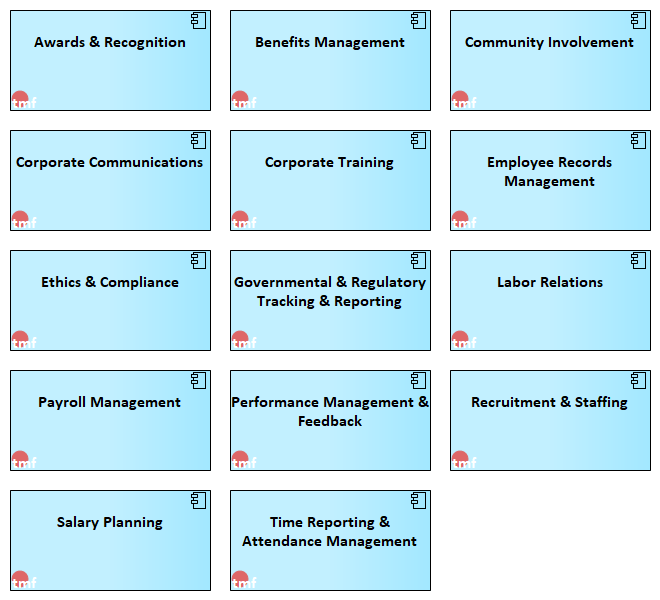 Awards & Recognition
Benefits Management
Community Involvement
tmf
tmf
tmf
Corporate Communications
Corporate Training
Employee Records
Management
tmf
tmf
tmf
Ethics & Compliance
Governmental & Regulatory
Tracking & Reporting
Labor Relations
tmf
tmf
tmf
Payroll Management
Performance Management &
Feedback
Recruitment & Staffing
tmf
tmf
tmf
Salary Planning
Time Reporting &
Attendance Management
tmf
tmf